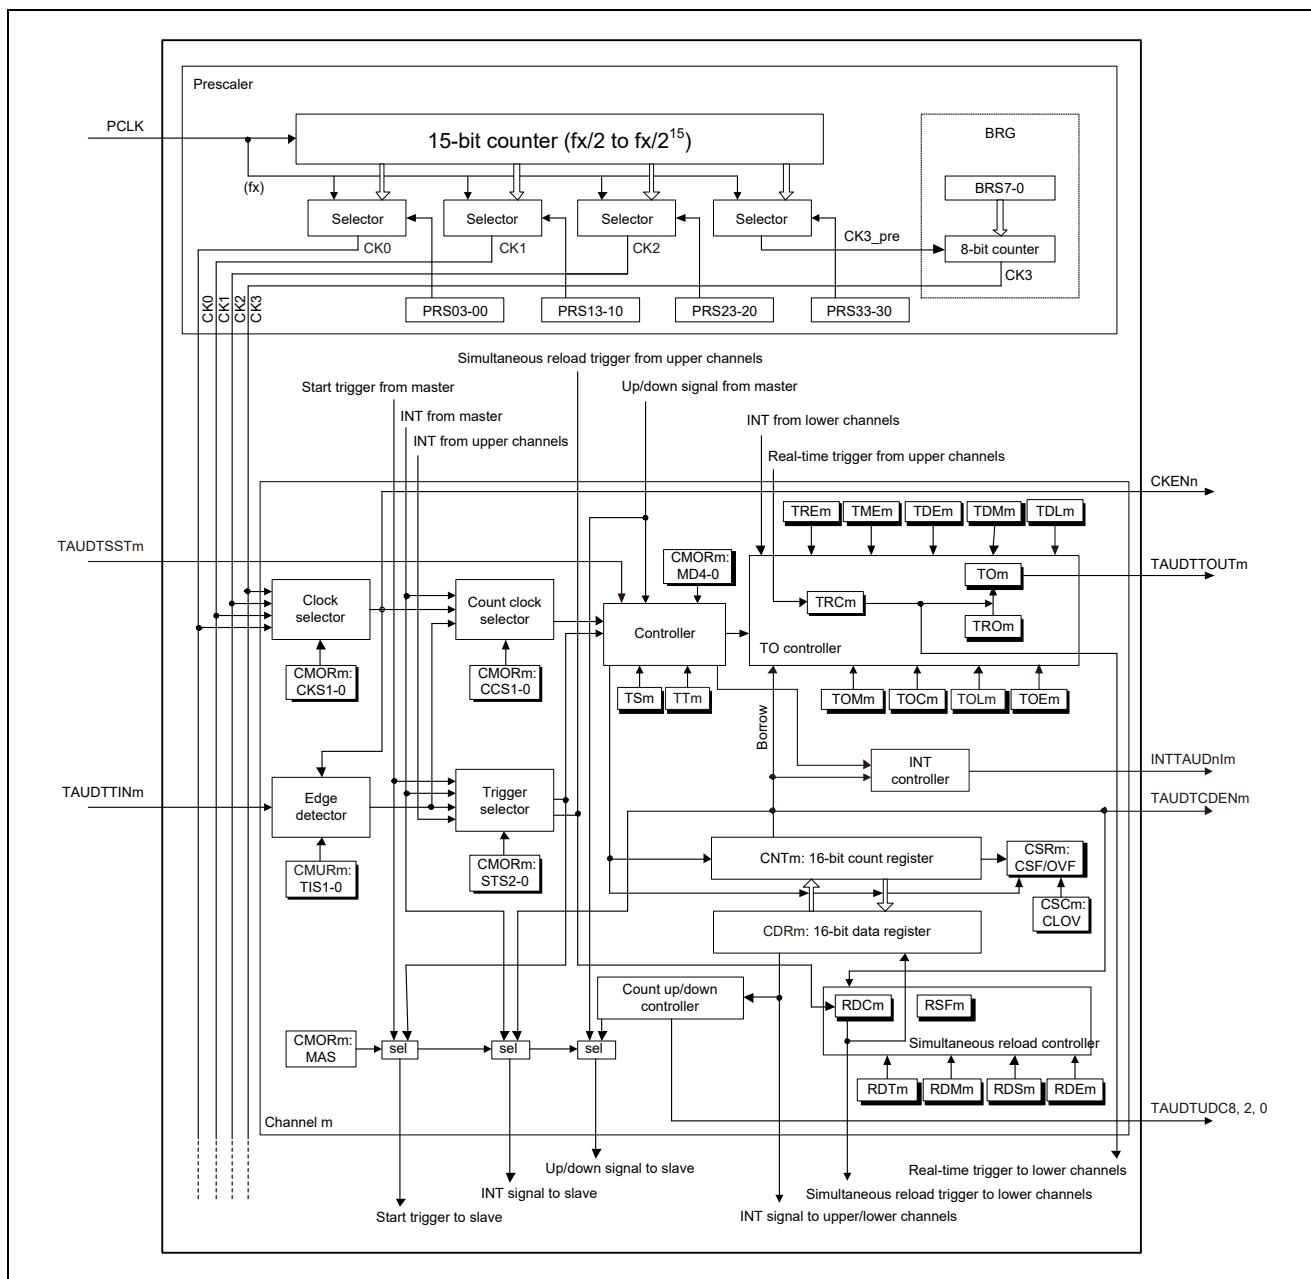 Prescaler
PCLK
15-bit counter (fx/2 to fx/2¹⁵)
BRG
(fx)
BRS7-0
Selector
Selector
Selector
Selector
CK0
CK1
CK2
CK3_pre
8-bit counter
CK3
CK0
CK1
CK2
CK3
PRS03-00
PRS13-10
PRS23-20
PRS33-30
Simultaneous reload trigger from upper channels
Start trigger from master
Up/down signal from master
INT from master
INT from lower channels
INT from upper channels
Real-time trigger from upper channels
CKENn
TREm
TMEm
TDEm
TDMm
TDLm
TAUDTSSTm
CMORm:
MD4-0
TOm
TAUDTTOUTm
Clock
selector
Count clock
selector
Controller
TRCm
TROm
TO controller
CMORm:
CKS1-0
CMORm:
CCS1-0
TSm
TTm
TOMm
TOCm
TOLm
TOEm
Borrow
INT
controller
INTTAUDnIm
TAUDTTINm
Edge
detector
Trigger
selector
TAUDTCDENm
CMURm:
TIS1-0
CMORm:
STS2-0
CNTm: 16-bit count register
CSRm:
CSF/OVF
CSCm:
CLOV
CDRm: 16-bit data register
Count up/down
controller
RDCm
RSFm
Simultaneous reload controller
CMORm:
MAS
sel
sel
sel
RDTm
RDMm
RDSm
RDEm
Channel m
TAUDTUDC8, 2, 0
Up/down signal to slave
Real-time trigger to lower channels
INT signal to slave
Simultaneous reload trigger to lower channels
Start trigger to slave
INT signal to upper/lower channels